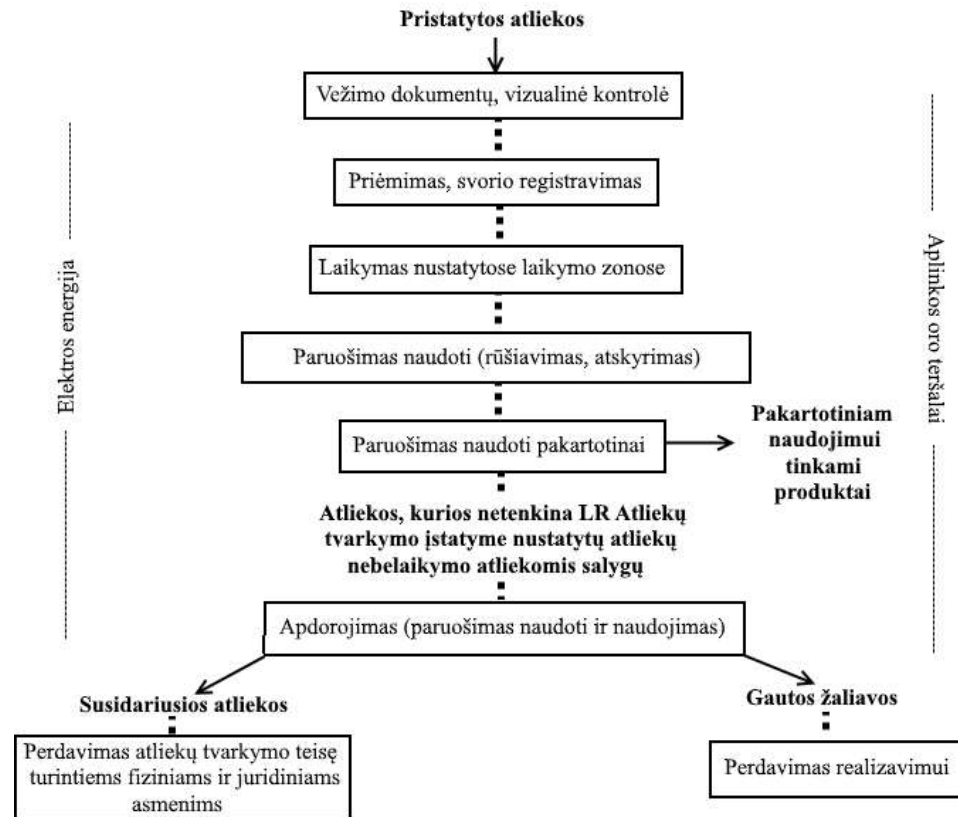 Pristatytos atliekos
Vežimo dokumentų, vizualinė kontrolė
Priėmimas, svorio registravimas
Laikymas nustatytose laikymo zonose
Elektros energija
Aplinkos oro teršalai
Paruošimas naudoti (rūšiavimas, atskyrimas)
Paruošimas naudoti pakartotinai
Pakartotiniam
naudojimui
tinkami
produktai
Atliekos, kurios netenkina LR Atliekų
tvarkymo įstatyme nustatytų atliekų
nebelaikymo atliekomis salygų
Apdorojimas (paruošimas naudoti ir naudojimas)
Susidariusios atliekos
Gautos žaliavos
Perdavimas atliekų tvarkymo teisę
turintiems fiziniams ir juridiniams
asmenims
Perdavimas realizavimui